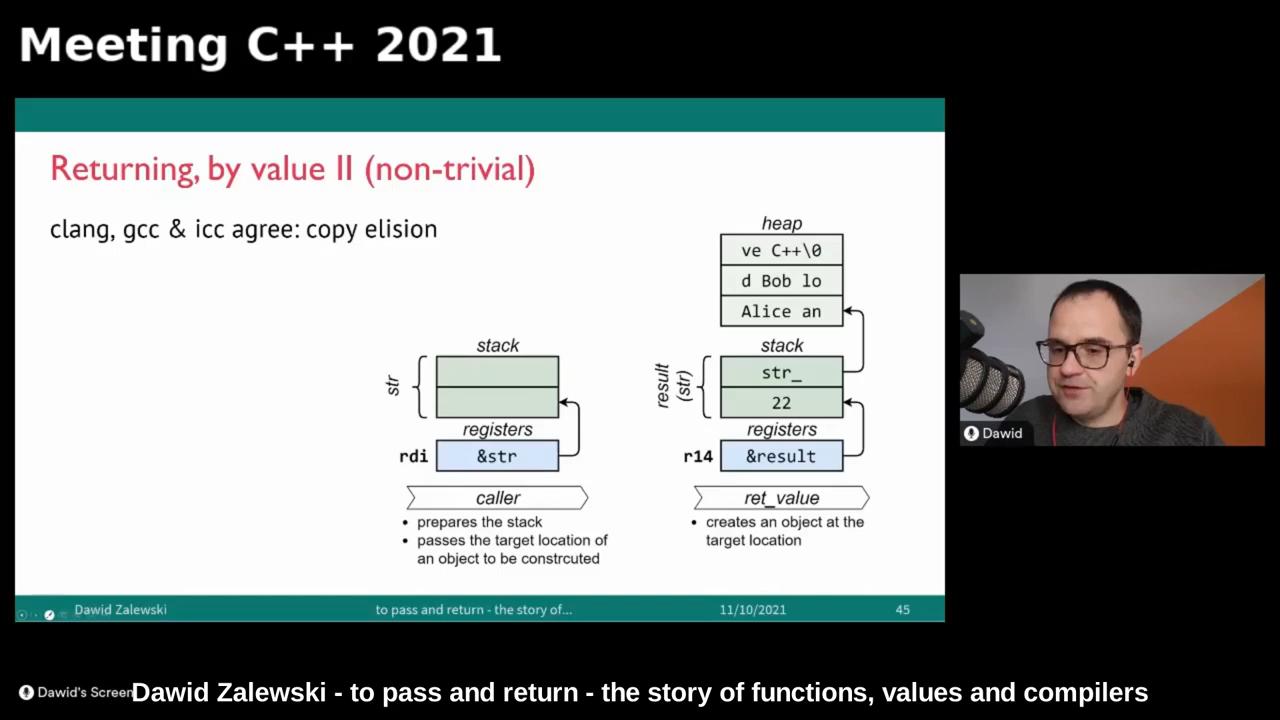 Meeting C++ 2021
Returning, by value II (non-trivial)
clang, gcc & icc agree: copy elision
heap
ve C++\0
d Bob lo
Alice an
stack
str
registers
rdi
&str
caller
• prepares the stack
• passes the target location of
an object to be constrcuted
stack
result
(str)
str_
22
registers
r14
&result
ret_value
• creates an object at the
target location
Dawid Zalewski
to pass and return - the story of...
11/10/2021
45
Dawid
Dawid's Screen
Dawid Zalewski - to pass and return - the story of functions, values and compilers